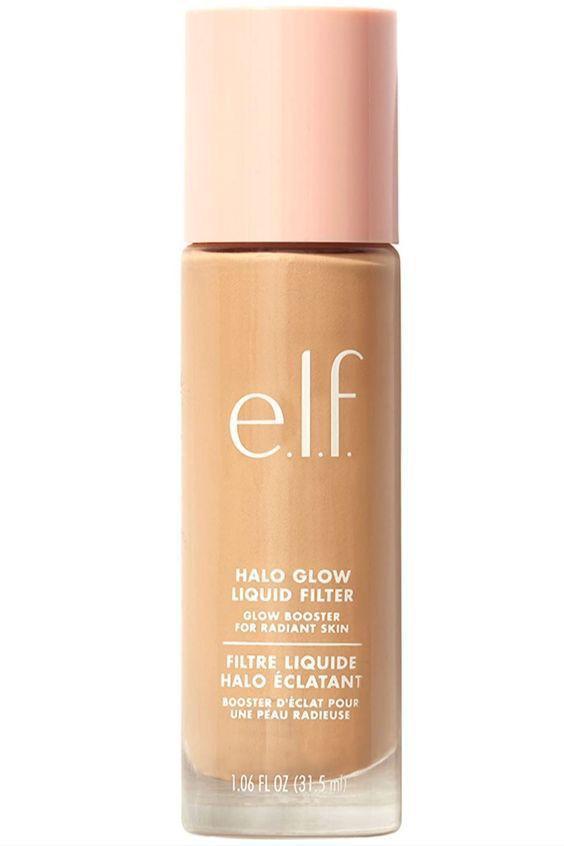 e.l.f.
HALO GLOW
LIQUID FILTER
GLOW BOOSTER
FOR RADIANT SKIN
FILTRE LIQUIDE
HALO ÉCLATANT
BOOSTER D'ÉCLAT POUR
UNE PEAU RADIEUSE
1.06 FL OZ (31.5 ml)